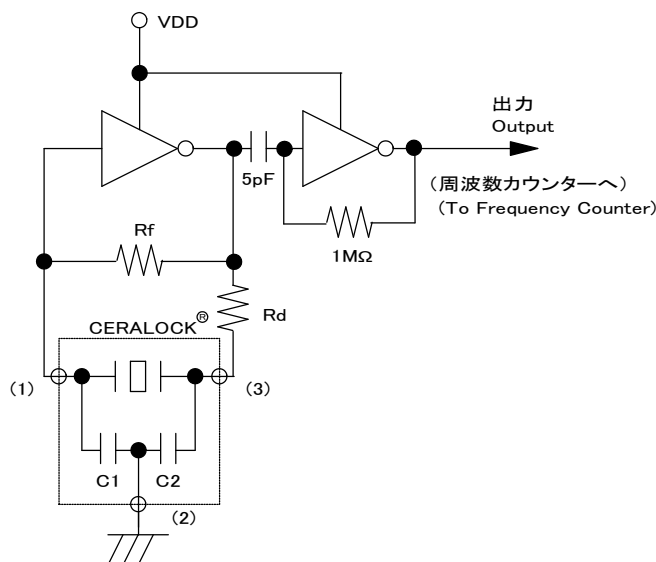 VDD
出力
Output
5pF
(周波数カウンターへ)
(To Frequency Counter)
Rf
1MΩ
Rd
CERALOCK®
(1)
(3)
C1
C2
(2)